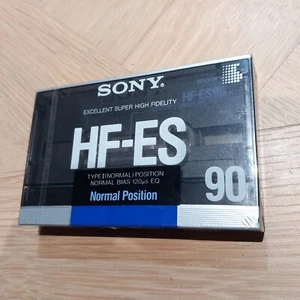 SONY
EXCELLENT SUPER HIGH FIDELITY
HF-ES
TYPE I (NORMAL) POSITION
NORMAL BIAS 120μs EQ
90
Normal Position